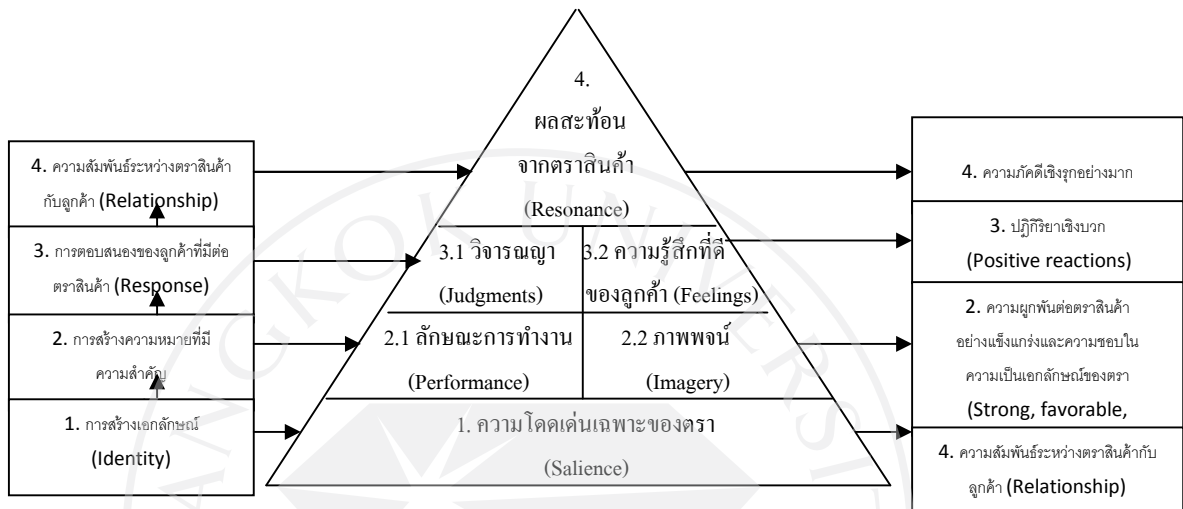 4. ความสัมพันธ์ระหว่างตราสินค้า
กับลูกค้า (Relationship)
3. การตอบสนองของลูกค้าที่มีต่อ
ตราสินค้า (Response)
2. การสร้างความหมายที่มี
ความสำคัญ
1. การสร้างเอกลักษณ์
(Identity)
4.
ผลสะท้อน
จากตราสินค้า
(Resonance)
3.1 วิจารณญา
(Judgments)
3.2 ความรู้สึกที่ดี
ของลูกค้า (Feelings)
2.1 ลักษณะการทำงาน
(Performance)
2.2 ภาพพจน์
(Imagery)
1. ความโดดเด่นเฉพาะของตรา
(Salience)
4. ความภักดีเชิงรุกอย่างมาก
3. ปฏิกิริยาเชิงบวก
(Positive reactions)
2. ความผูกพันต่อตราสินค้า
อย่างแข็งแกร่งและความชอบใน
ความเป็นเอกลักษณ์ของตรา
(Strong, favorable,
4. ความสัมพันธ์ระหว่างตราสินค้ากับ
ลูกค้า (Relationship)